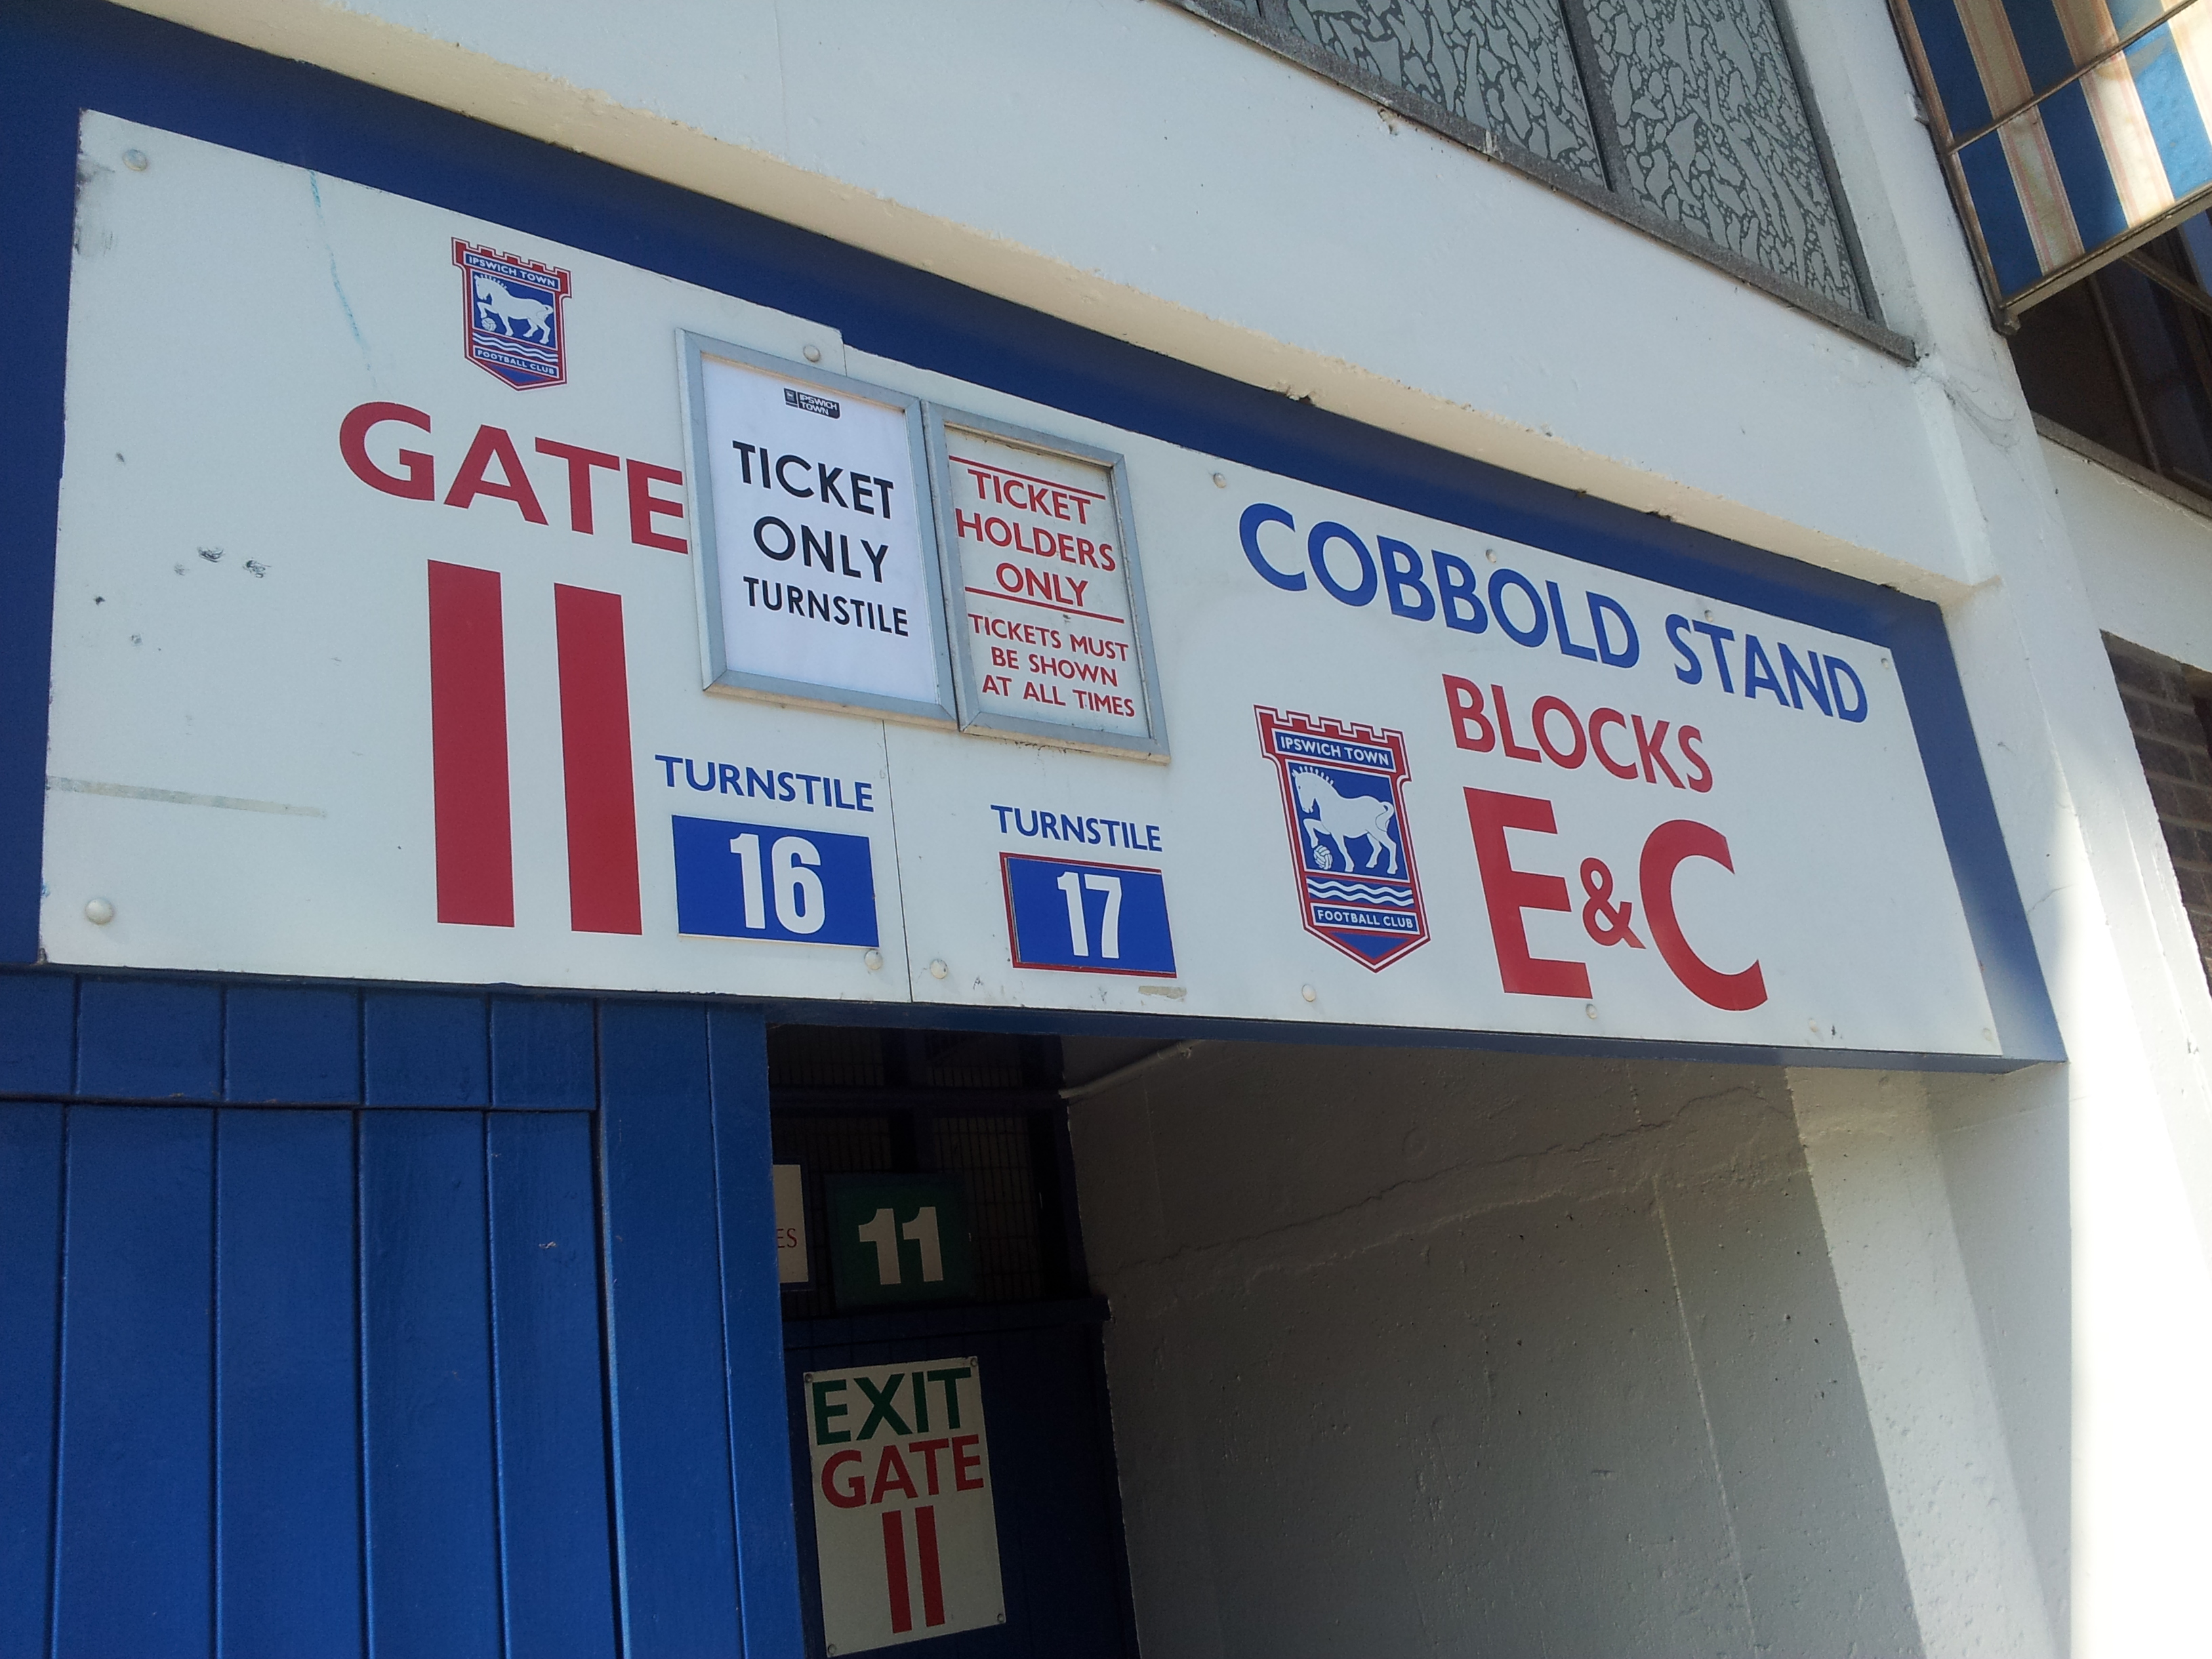 IPSWICH TOWN
FOOTBALL CLUB
GATE
11
IPSWICH
TOWN
TICKET
ONLY
TURNSTILE
TICKET
HOLDERS
ONLY
TICKETS MUST
BE SHOWN
AT ALL TIMES
TURNSTILE
16
TURNSTILE
17
COBBOLD STAND
IPSWICH TOWN
FOOTBALL CLUB
BLOCKS
E&C
11
EXIT
GATE
11